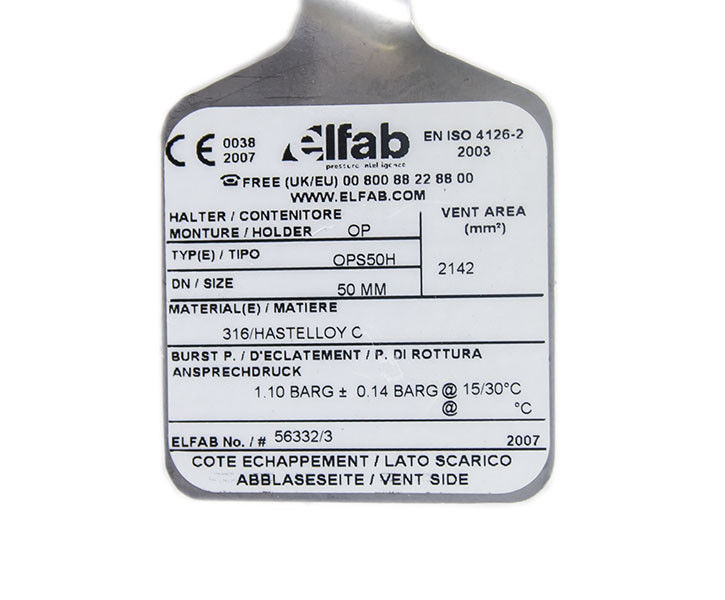 CE 0038
2007
elfab
pressure intelligence
EN ISO 4126-2
2003
☎FREE (UK/EU) 00 800 88 22 88 00
WWW.ELFAB.COM
HALTER / CONTENITORE
MONTURE / HOLDER OP
VENT AREA
(mm²)
TYP(E) / TIPO OPS50H
2142
DN / SIZE 50 MM
MATERIAL(E) / MATIERE
316/HASTELLOY C
BURST P. / D'ECLATEMENT / P. DI ROTTURA
ANSPRECHDRUCK
1.10 BARG ± 0.14 BARG @ 15/30°C
@ °C
ELFAB No. / # 56332/3 2007
COTE ECHAPPEMENT / LATO SCARICO
ABBLASESEITE / VENT SIDE